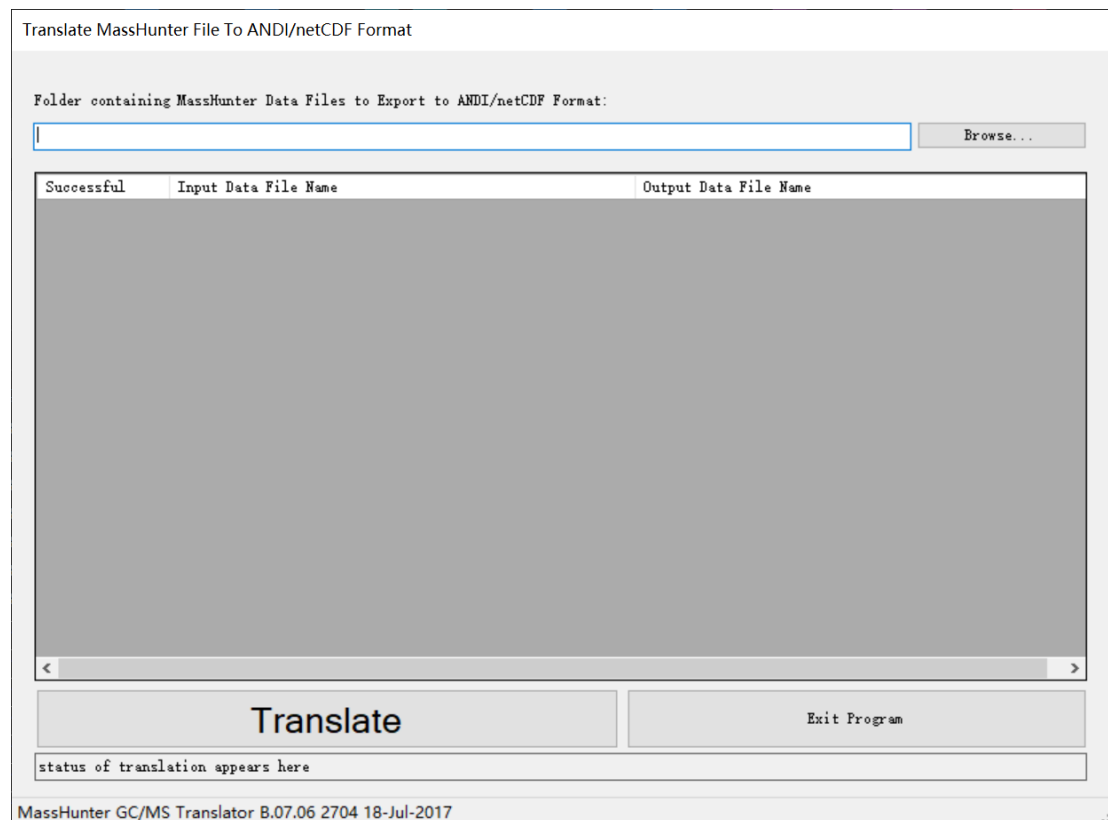 Translate MassHunter File To ANDI/netCDF Format
Folder containing MassHunter Data Files to Export to ANDI/netCDF Format:
Browse...
Successful Input Data File Name Output Data File Name
Translate Exit Program
status of translation appears here
MassHunter GC/MS Translator B.07.06 2704 18-Jul-2017